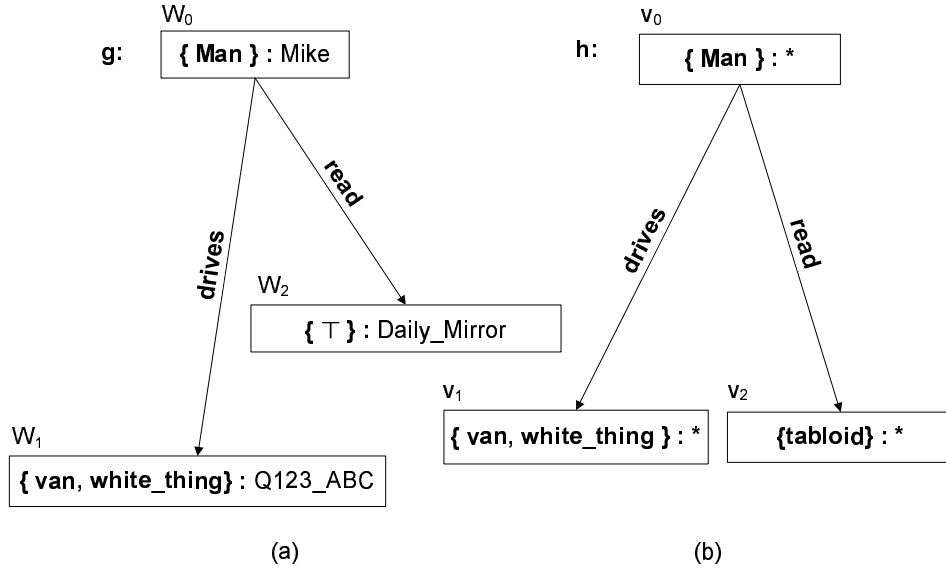 W0
g:
{ Man } : Mike
drives
read
W2
{ ⊤ } : Daily_Mirror
W1
{ van, white_thing} : Q123_ABC
(a)
v0
h:
{ Man } : *
drives
read
v1
{ van, white_thing } : *
v2
{tabloid} : *
(b)